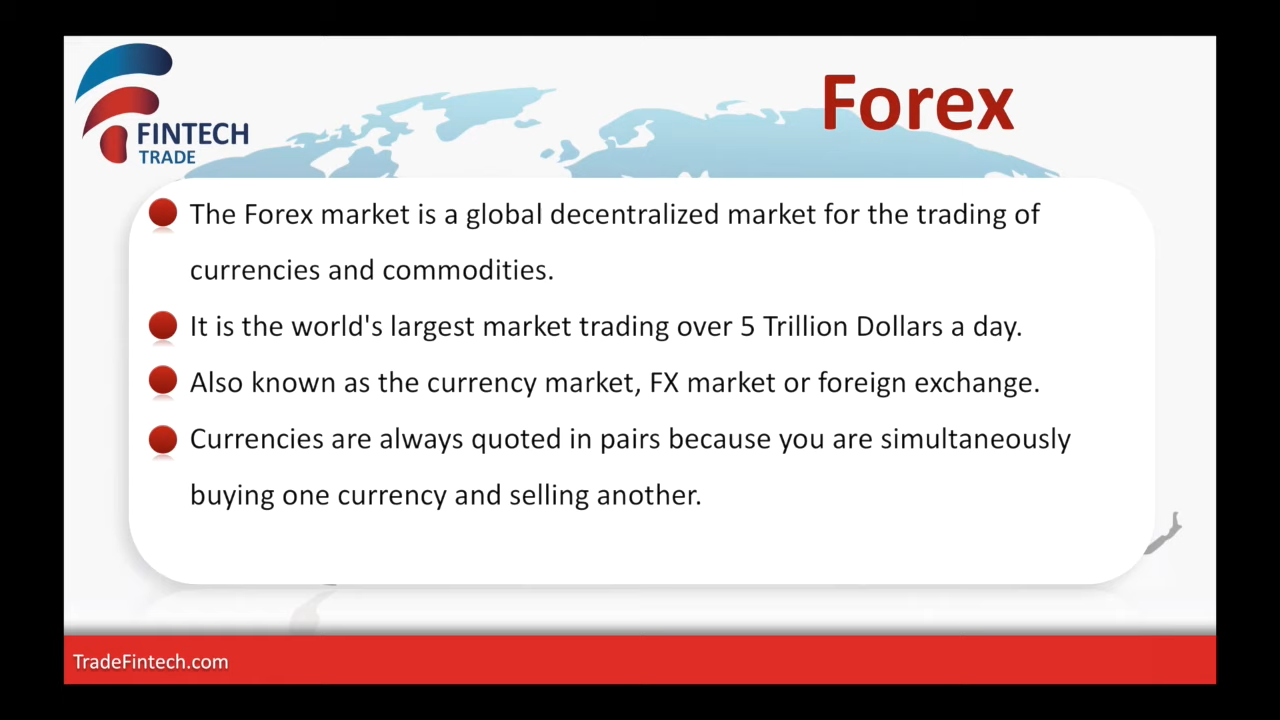 FINTECH
TRADE
Forex
The Forex market is a global decentralized market for the trading of
currencies and commodities.
It is the world's largest market trading over 5 Trillion Dollars a day.
Also known as the currency market, FX market or foreign exchange.
Currencies are always quoted in pairs because you are simultaneously
buying one currency and selling another.
TradeFintech.com